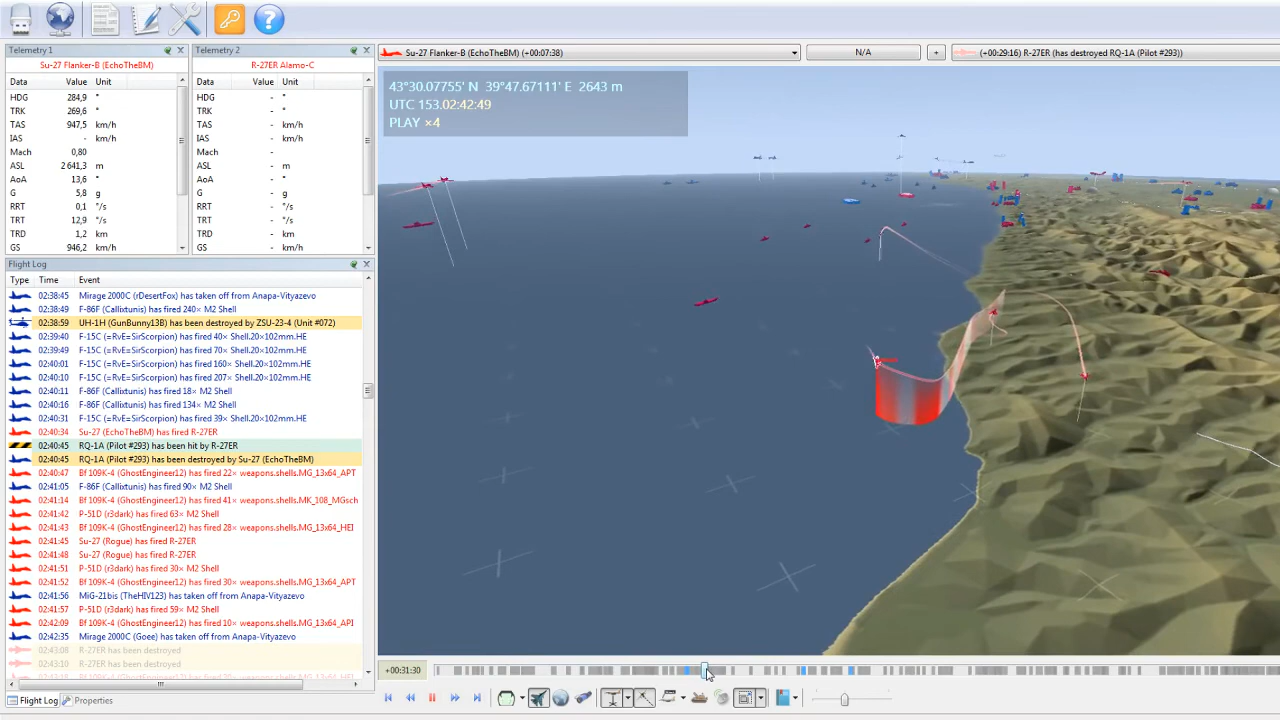 Telemetry 1
Telemetry 2
Su-27 Flanker-B (EchoTheBM) (+00:07:38)
N/A
+
(+00:29:16) R-27ER (has destroyed RQ-1A (Pilot #293))
Su-27 Flanker-B (EchoTheBM)
R-27ER Alamo-C
Data Value Unit
Data Value Unit
HDG 284,9 °
HDG - °
TRK 269,6 °
TRK - °
TAS 947,5 km/h
TAS - km/h
IAS - km/h
IAS - km/h
Mach 0,80
Mach -
ASL 2 641,3 m
ASL - m
AoA 13,6 °
AoA - °
G 5,8 g
G - g
RRT 0,1 °/s
RRT - °/s
TRT 12,9 °/s
TRT - °/s
TRD 1,2 km
TRD - km
GS 946,2 km/h
GS - km/h
43°30.07755' N 39°47.67111' E 2643 m
UTC 153.02:42:49
PLAY ×4
Flight Log
Type Time Event
02:38:45 Mirage 2000C (rDesertFox) has taken off from Anapa-Vityazevo
02:38:49 F-86F (Callixtunis) has fired 240× M2 Shell
02:38:59 UH-1H (GunBunny13B) has been destroyed by ZSU-23-4 (Unit #072)
02:39:40 F-15C (=RvE=SirScorpion) has fired 40× Shell.20×102mm.HE
02:39:49 F-15C (=RvE=SirScorpion) has fired 70× Shell.20×102mm.HE
02:40:01 F-15C (=RvE=SirScorpion) has fired 160× Shell.20×102mm.HE
02:40:10 F-15C (=RvE=SirScorpion) has fired 207× Shell.20×102mm.HE
02:40:11 F-86F (Callixtunis) has fired 18× M2 Shell
02:40:16 F-86F (Callixtunis) has fired 134× M2 Shell
02:40:31 F-15C (=RvE=SirScorpion) has fired 39× Shell.20×102mm.HE
02:40:34 Su-27 (EchoTheBM) has fired R-27ER
02:40:45 RQ-1A (Pilot #293) has been hit by R-27ER
02:40:45 RQ-1A (Pilot #293) has been destroyed by Su-27 (EchoTheBM)
02:40:47 Bf 109K-4 (GhostEngineer12) has fired 22× weapons.shells.MG_13x64_APT
02:41:05 F-86F (Callixtunis) has fired 90× M2 Shell
02:41:14 Bf 109K-4 (GhostEngineer12) has fired 41× weapons.shells.MK_108_MGsch
02:41:42 P-51D (r3dark) has fired 63× M2 Shell
02:41:43 Bf 109K-4 (GhostEngineer12) has fired 28× weapons.shells.MG_13x64_HEI
02:41:45 Su-27 (Rogue) has fired R-27ER
02:41:48 Su-27 (Rogue) has fired R-27ER
02:41:51 P-51D (r3dark) has fired 30× M2 Shell
02:41:52 Bf 109K-4 (GhostEngineer12) has fired 30× weapons.shells.MG_13x64_APT
02:41:56 MiG-21bis (TheHIV123) has taken off from Anapa-Vityazevo
02:41:57 P-51D (r3dark) has fired 59× M2 Shell
02:42:09 Bf 109K-4 (GhostEngineer12) has fired 10× weapons.shells.MG_13x64_API
02:42:35 Mirage 2000C (Goee) has taken off from Anapa-Vityazevo
02:43:08 R-27ER has been destroyed
02:43:10 R-27ER has been destroyed
+00:31:30
Flight Log
Properties